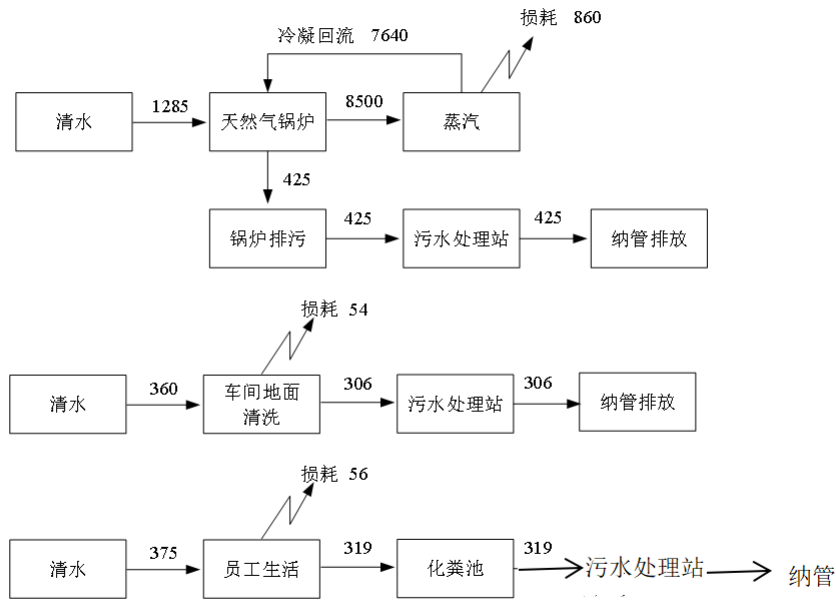 冷凝回流 7640
损耗 860
清水
1285
天然气锅炉
8500
蒸汽
425
锅炉排污
425
污水处理站
425
纳管排放
损耗 54
清水
360
车间地面
清洗
306
污水处理站
306
纳管排放
损耗 56
清水
375
员工生活
319
化粪池
319
污水处理站
纳管